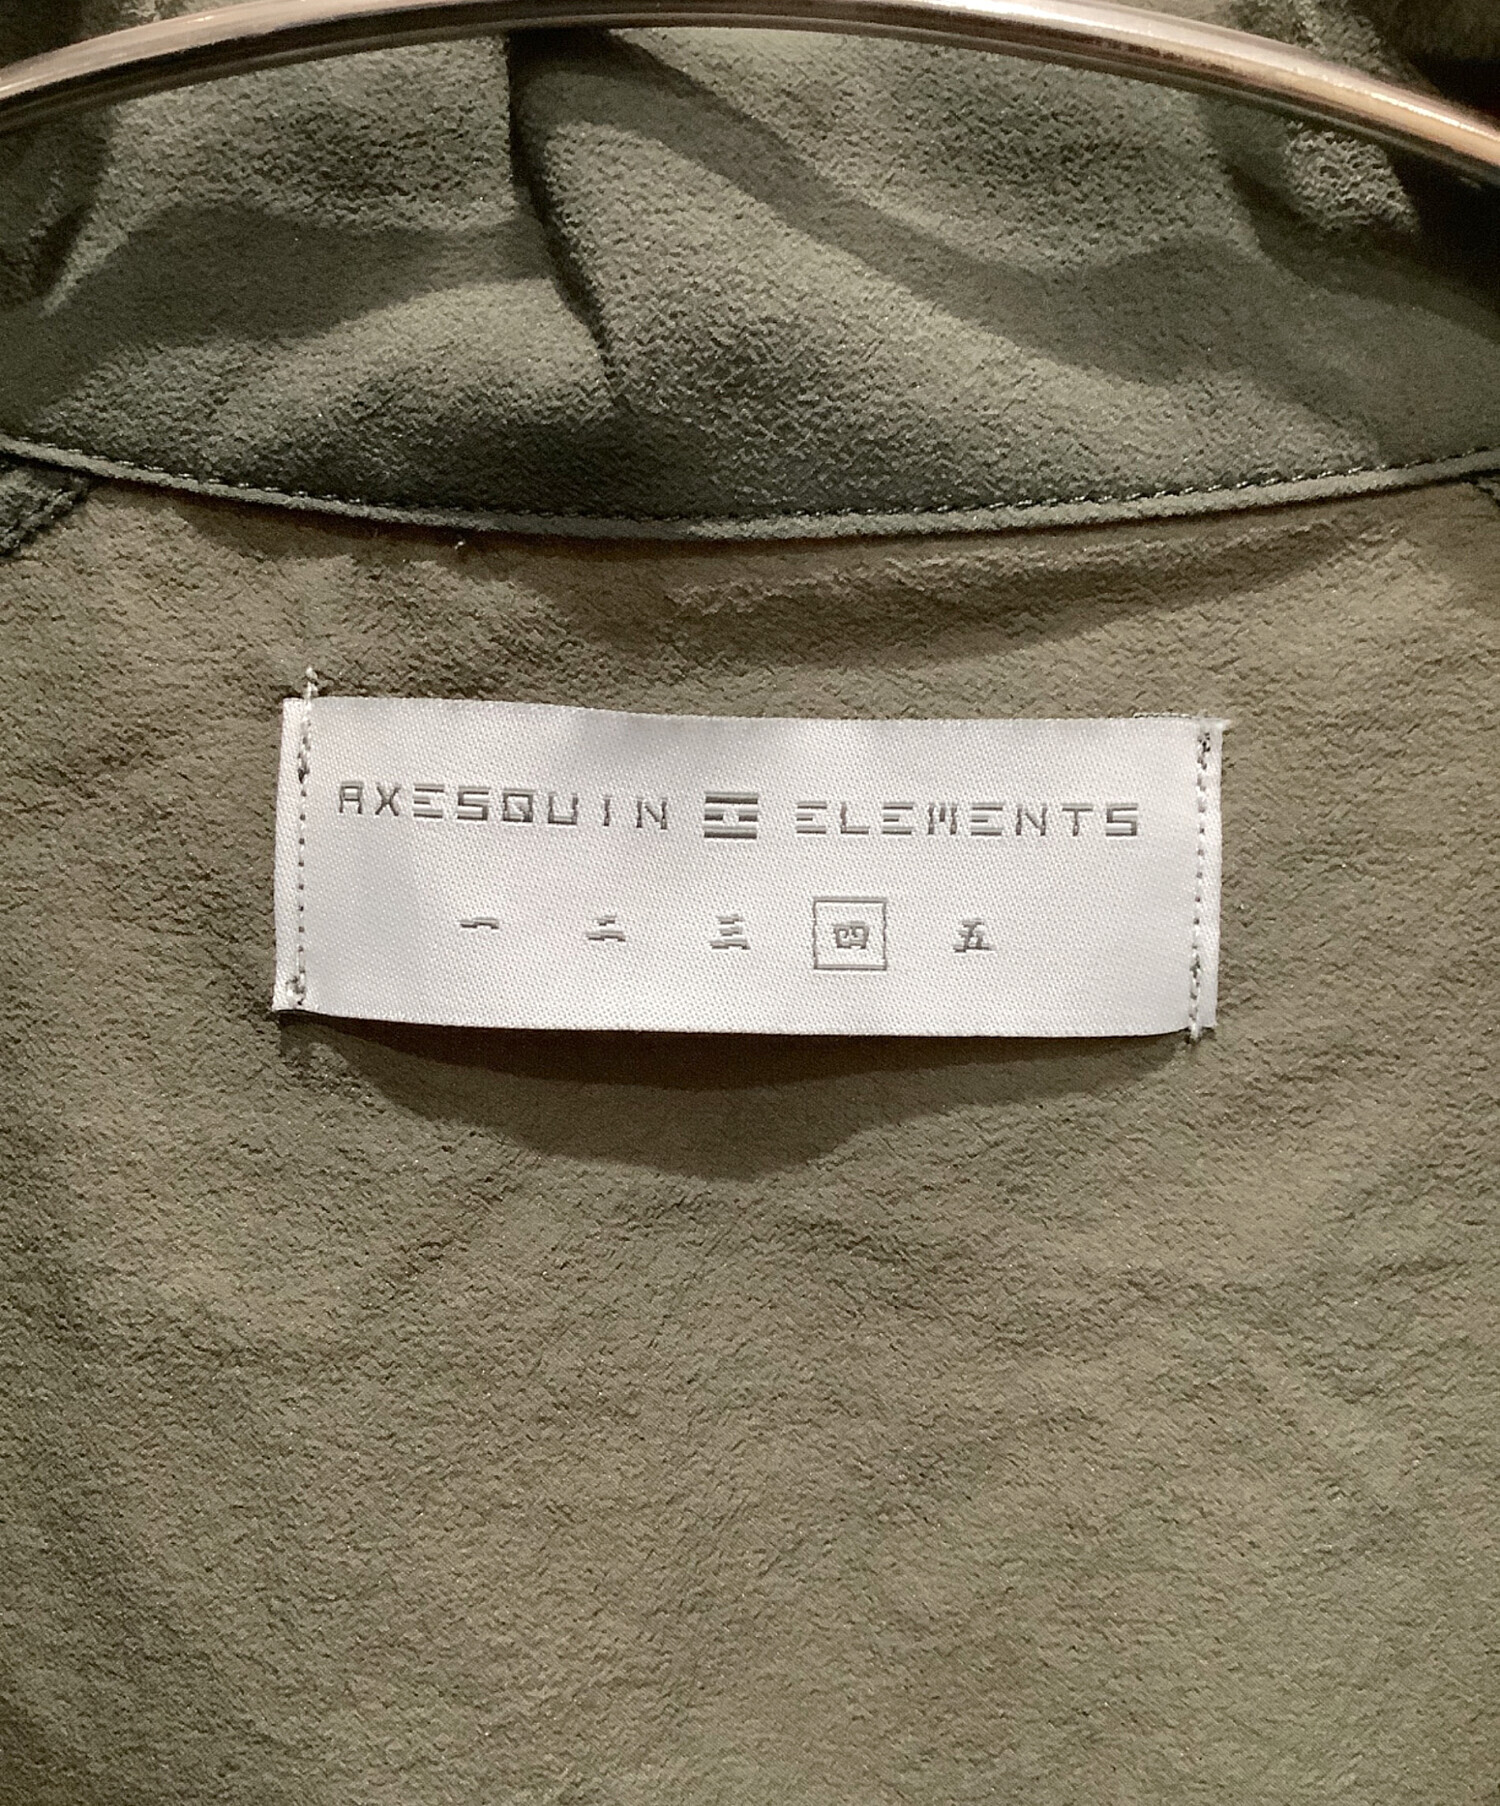 AXESQUIN ELEMENTS
一 二 三 四 五